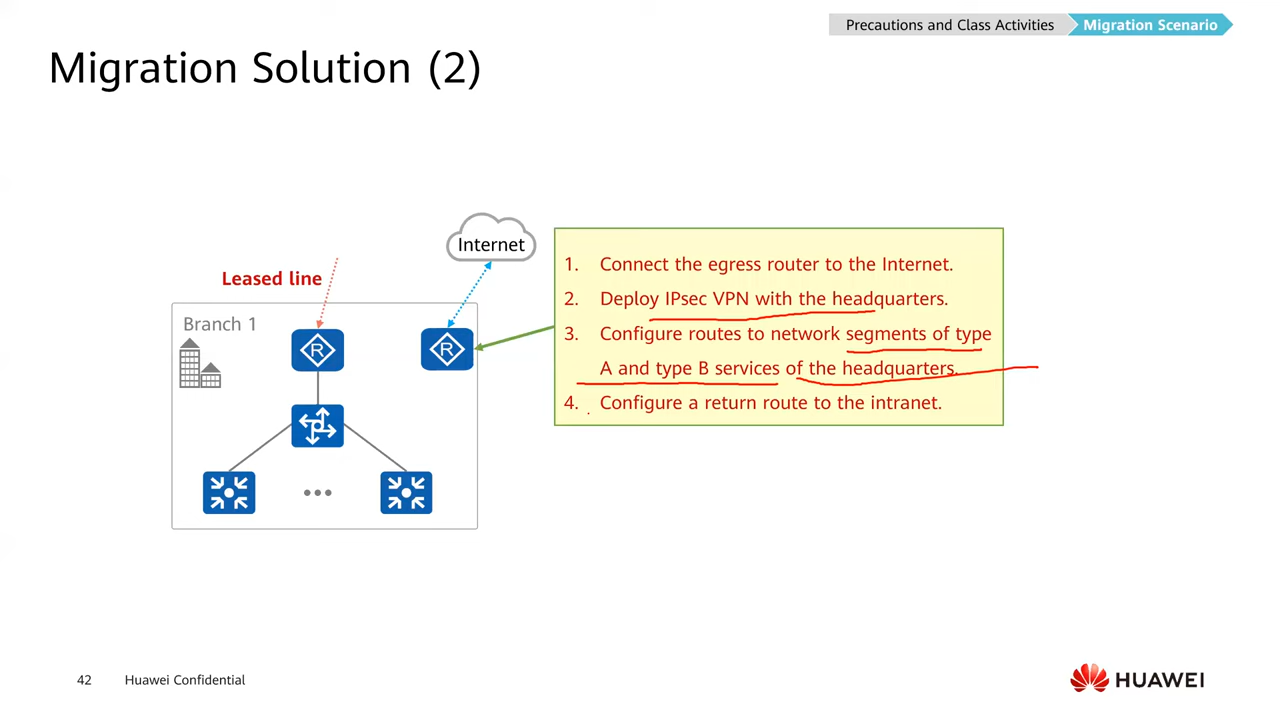 Precautions and Class Activities
Migration Scenario
Migration Solution (2)
Internet
Leased line
Branch 1
R
R
1. Connect the egress router to the Internet.
2. Deploy IPsec VPN with the headquarters.
3. Configure routes to network segments of type
A and type B services of the headquarters.
4. Configure a return route to the intranet.
42 Huawei Confidential
HUAWEI